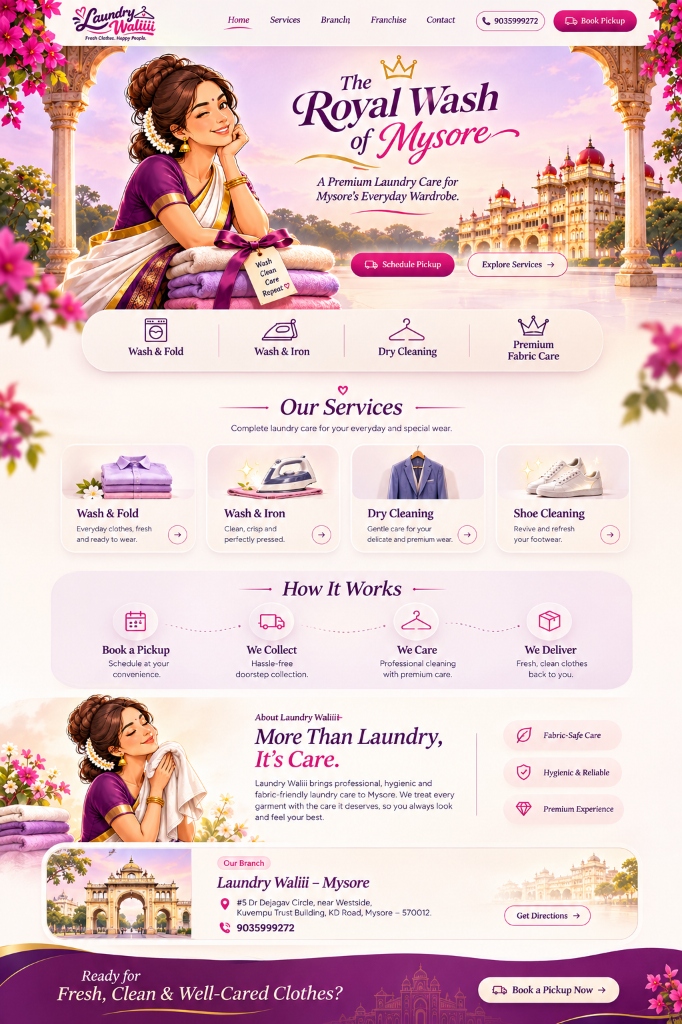 Laundry
Waliiii
Fresh Clothes. Happy People.
Home
Services
Branch
Franchise
Contact
9035999272
Book Pickup
The
Royal Wash
of Mysore
A Premium Laundry Care for
Mysore's Everyday Wardrobe.
Schedule Pickup
Explore Services →
Wash
Clean
Care
Repeat ♥
Wash & Fold
Wash & Iron
Dry Cleaning
Premium
Fabric Care
Our Services
Complete laundry care for your everyday and special wear.
Wash & Fold
Everyday clothes, fresh
and ready to wear.
Wash & Iron
Clean, crisp and
perfectly pressed.
Dry Cleaning
Gentle care for your
delicate and premium wear.
Shoe Cleaning
Revive and refresh
your footwear.
How It Works
Book a Pickup
Schedule at your
convenience.
We Collect
Hassle-free
doorstep collection.
We Care
Professional cleaning
with premium care.
We Deliver
Fresh, clean clothes
back to you.
About Laundry Waliiii
More Than Laundry,
It's Care.
Laundry Waliii brings professional, hygienic and
fabric-friendly laundry care to Mysore. We treat every
garment with the care it deserves, so you always look
and feel your best.
Fabric-Safe Care
Hygienic & Reliable
Premium Experience
Our Branch
Laundry Waliii – Mysore
#5 Dr Dejagav Circle, near Westside,
Kuvempu Trust Building, KD Road, Mysore – 570012.
9035999272
Get Directions →
Ready for
Fresh, Clean & Well-Cared Clothes?
Book a Pickup Now →